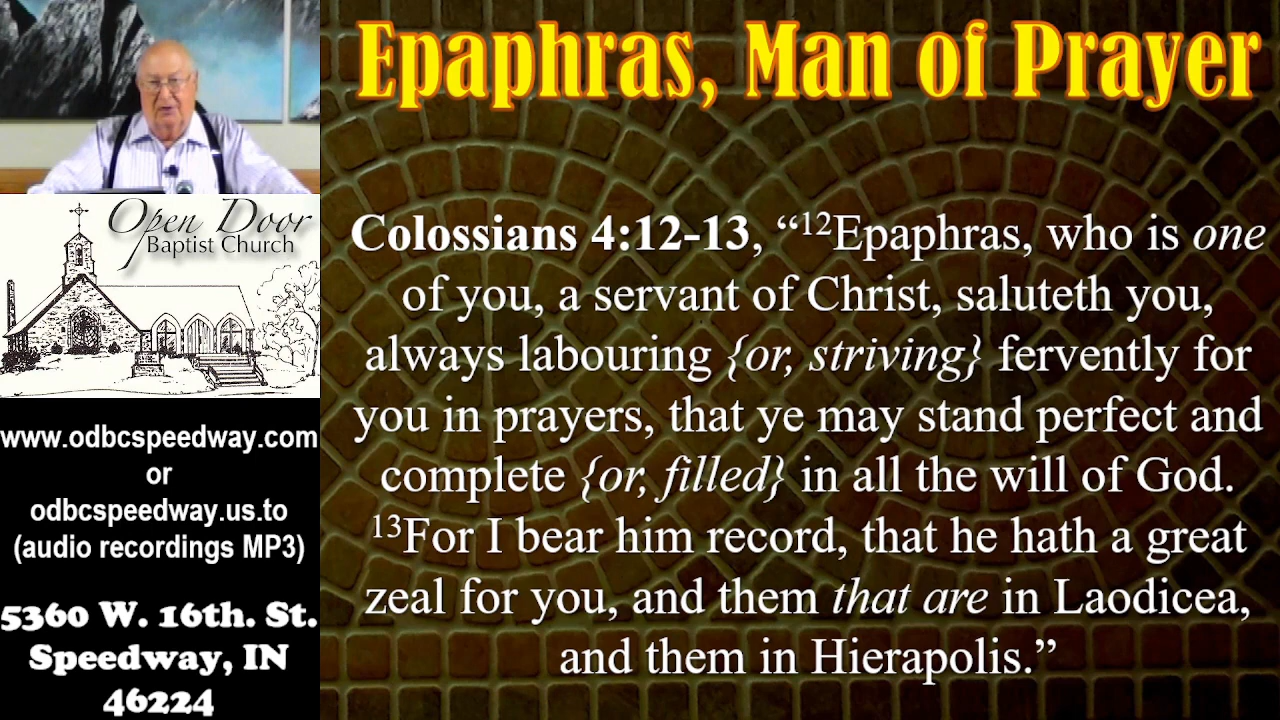 Epaphras, Man of Prayer
Open Door
Baptist Church
www.odbcspeedway.com
or
odbcspeedway.us.to
(audio recordings MP3)
5360 W. 16th. St.
Speedway, IN
46224
Colossians 4:12-13, “¹²Epaphras, who is one
of you, a servant of Christ, saluteth you,
always labouring {or, striving} fervently for
you in prayers, that ye may stand perfect and
complete {or, filled} in all the will of God.
¹³For I bear him record, that he hath a great
zeal for you, and them that are in Laodicea,
and them in Hierapolis.”